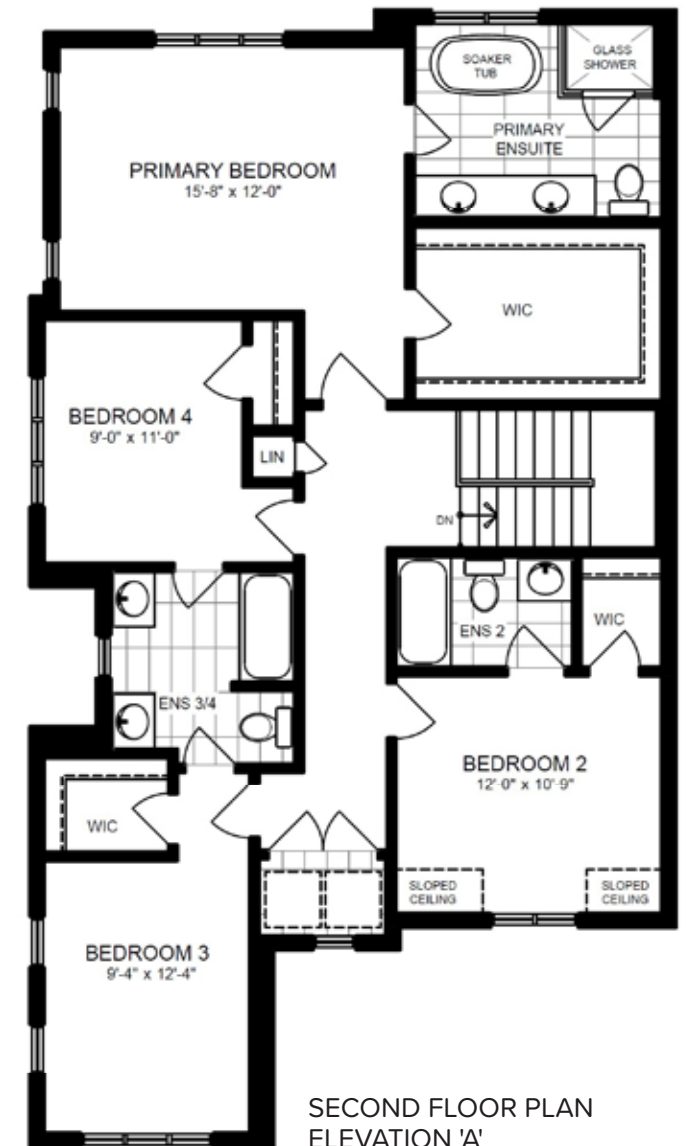 SOAKER
TUB
GLASS
SHOWER
PRIMARY
ENSUITE
PRIMARY BEDROOM
15'-8" x 12'-0"
WIC
BEDROOM 4
9'-0" x 11'-0"
LIN
DN
ENS 2
WIC
ENS 3/4
BEDROOM 2
12'-0" x 10'-9"
WIC
SLOPED
CEILING
SLOPED
CEILING
BEDROOM 3
9'-4" x 12'-4"
SECOND FLOOR PLAN
ELEVATION 'A'